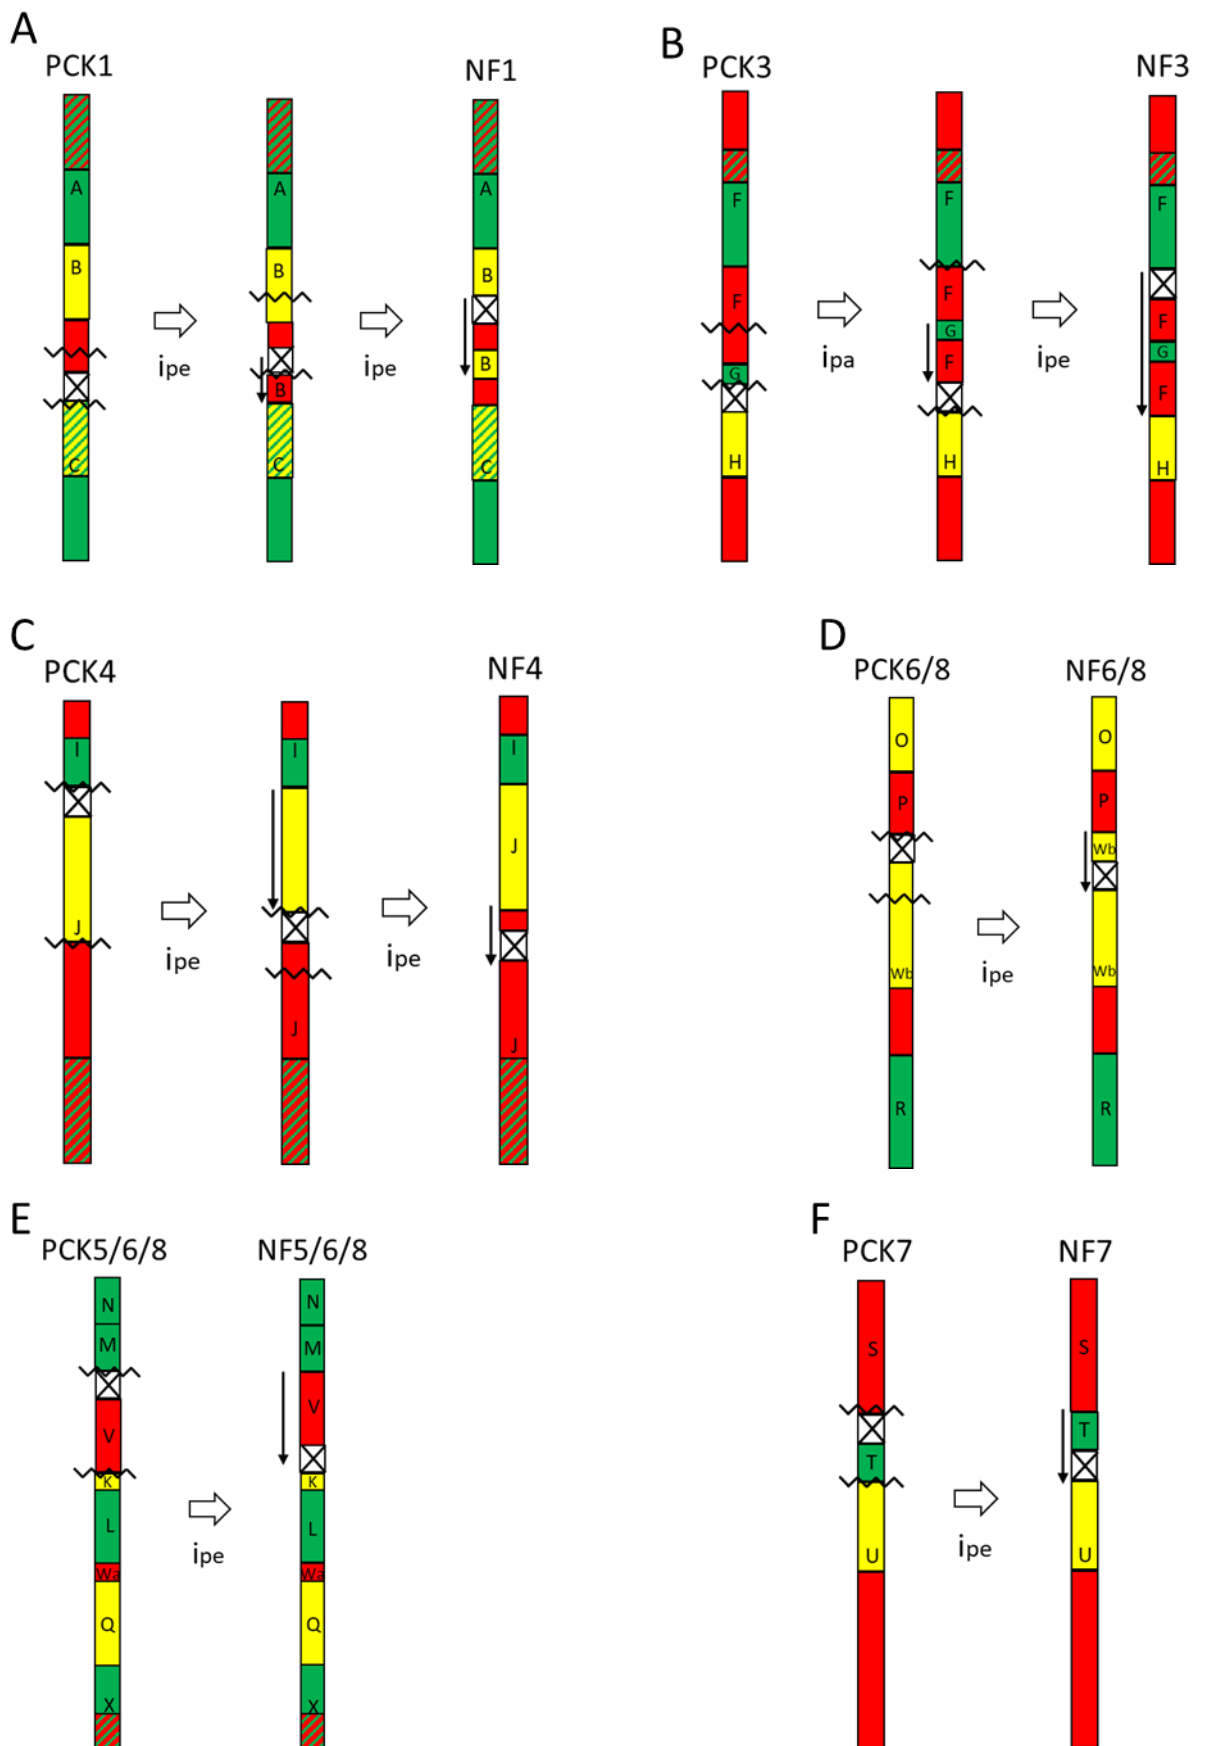 A
PCK1
NF1
A
B
C
ipe
A
B
B
C
ipe
A
B
B
C
B
PCK3
NF3
F
F
G
H
ipa
F
F
G
F
H
ipe
F
F
G
F
H
C
PCK4
NF4
I
J
ipe
I
J
ipe
I
J
J
D
PCK6/8
NF6/8
O
P
Wb
R
ipe
O
P
Wb
Wb
R
E
PCK5/6/8
NF5/6/8
N
M
V
K
L
Wa
Q
X
ipe
N
M
V
K
L
Wa
Q
X
F
PCK7
NF7
S
T
U
ipe
S
T
U